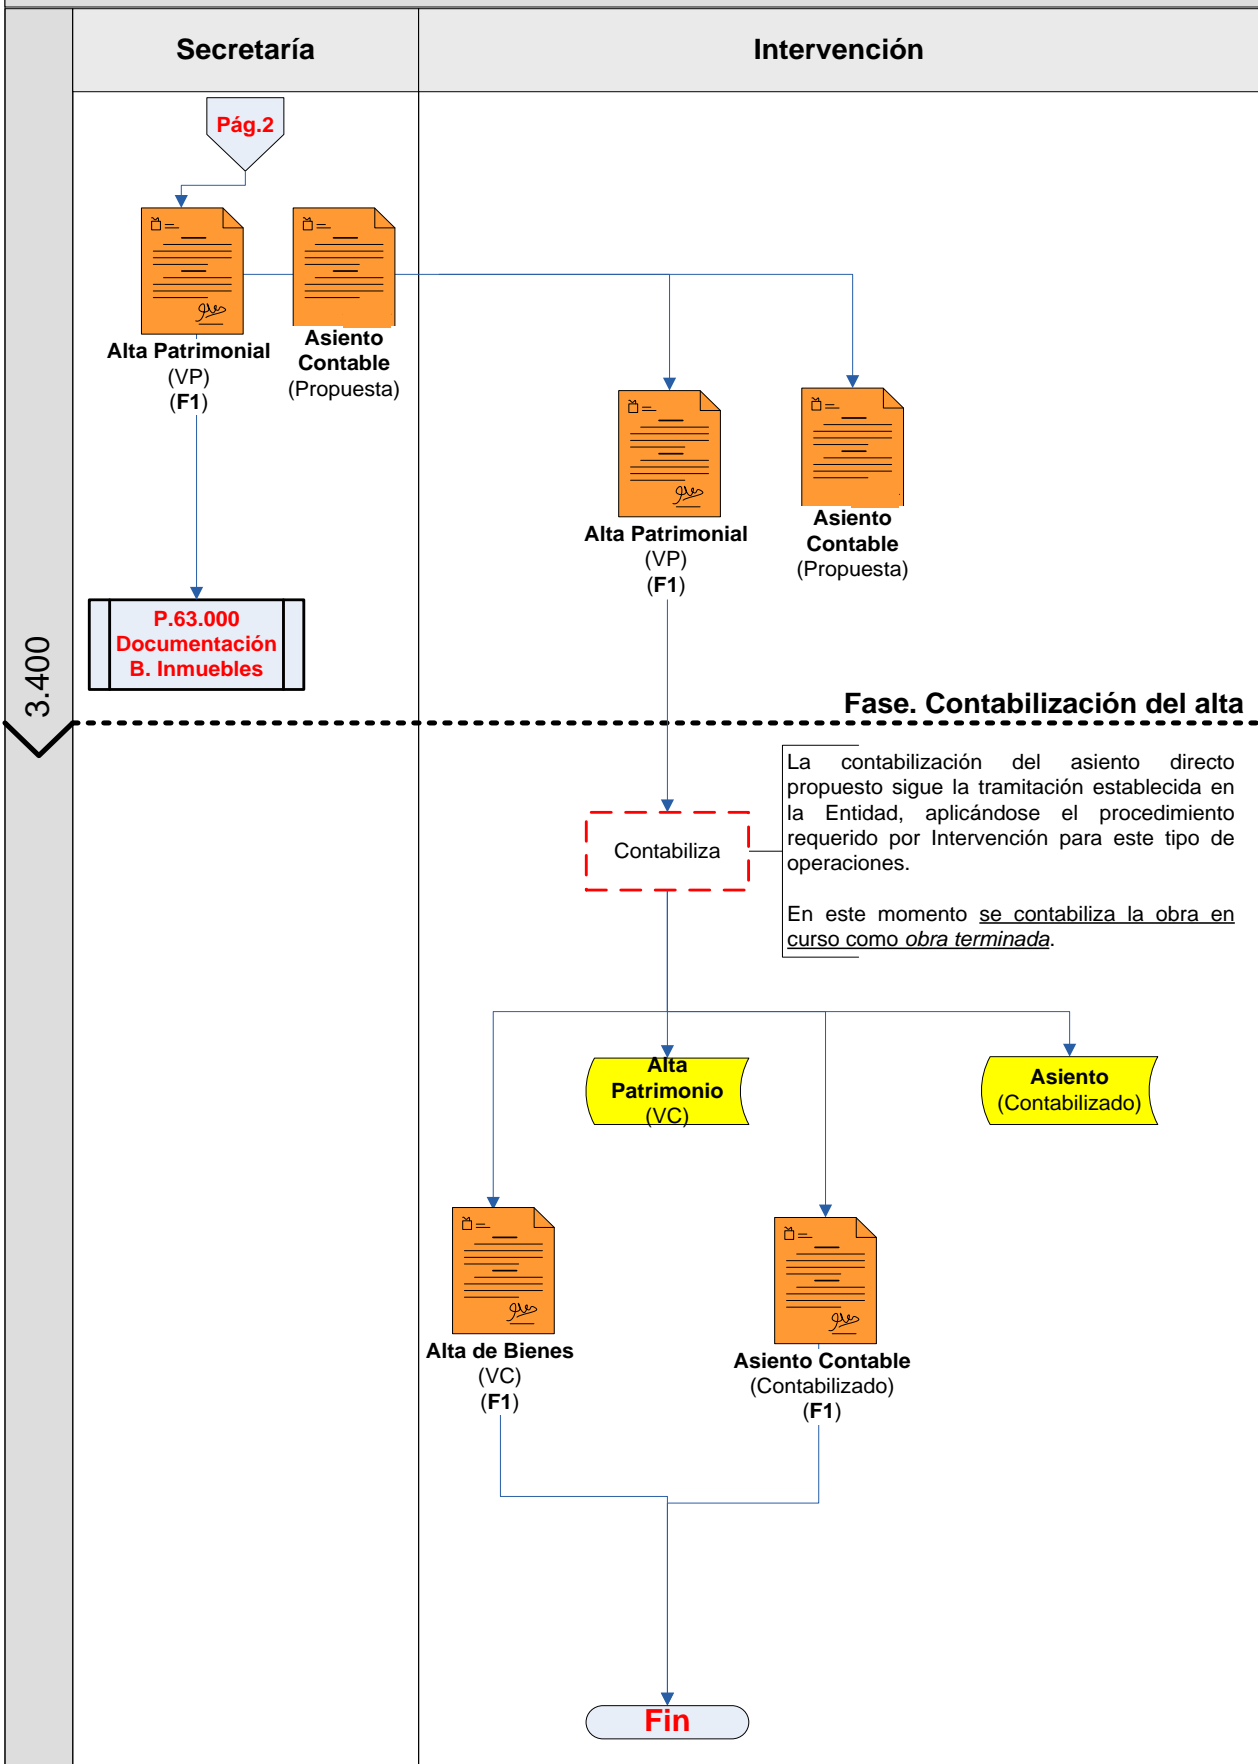 Secretaría
Intervención
Pág.2
Alta Patrimonial
(VP)
(F1)
Asiento
Contable
(Propuesta)
Alta Patrimonial
(VP)
(F1)
Asiento
Contable
(Propuesta)
P.63.000
Documentación
B. Inmuebles
3.400
Fase. Contabilización del alta
Contabiliza
La contabilización del asiento directo
propuesto sigue la tramitación establecida en
la Entidad, aplicándose el procedimiento
requerido por Intervención para este tipo de
operaciones.
En este momento se contabiliza la obra en
curso como obra terminada.
Alta
Patrimonio
(VC)
Asiento
(Contabilizado)
Alta de Bienes
(VC)
(F1)
Asiento Contable
(Contabilizado)
(F1)
Fin